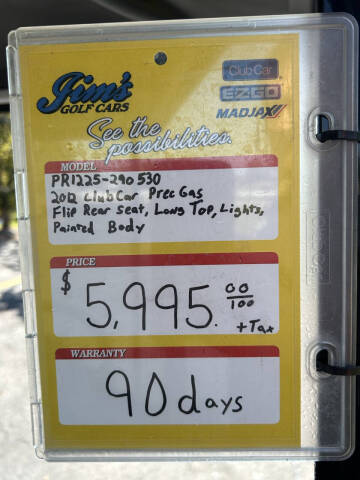 Jim's
GOLF CARS
Club Car
EZGO
MADJAX
See the
possibilities.
MODEL
PR1225-290530
2012 Club Car Prec Gas
Flip Rear Seat, Long Top, Lights,
Painted Body
PRICE
$ 5,995. 00/100
+ Tax
WARRANTY
90 days